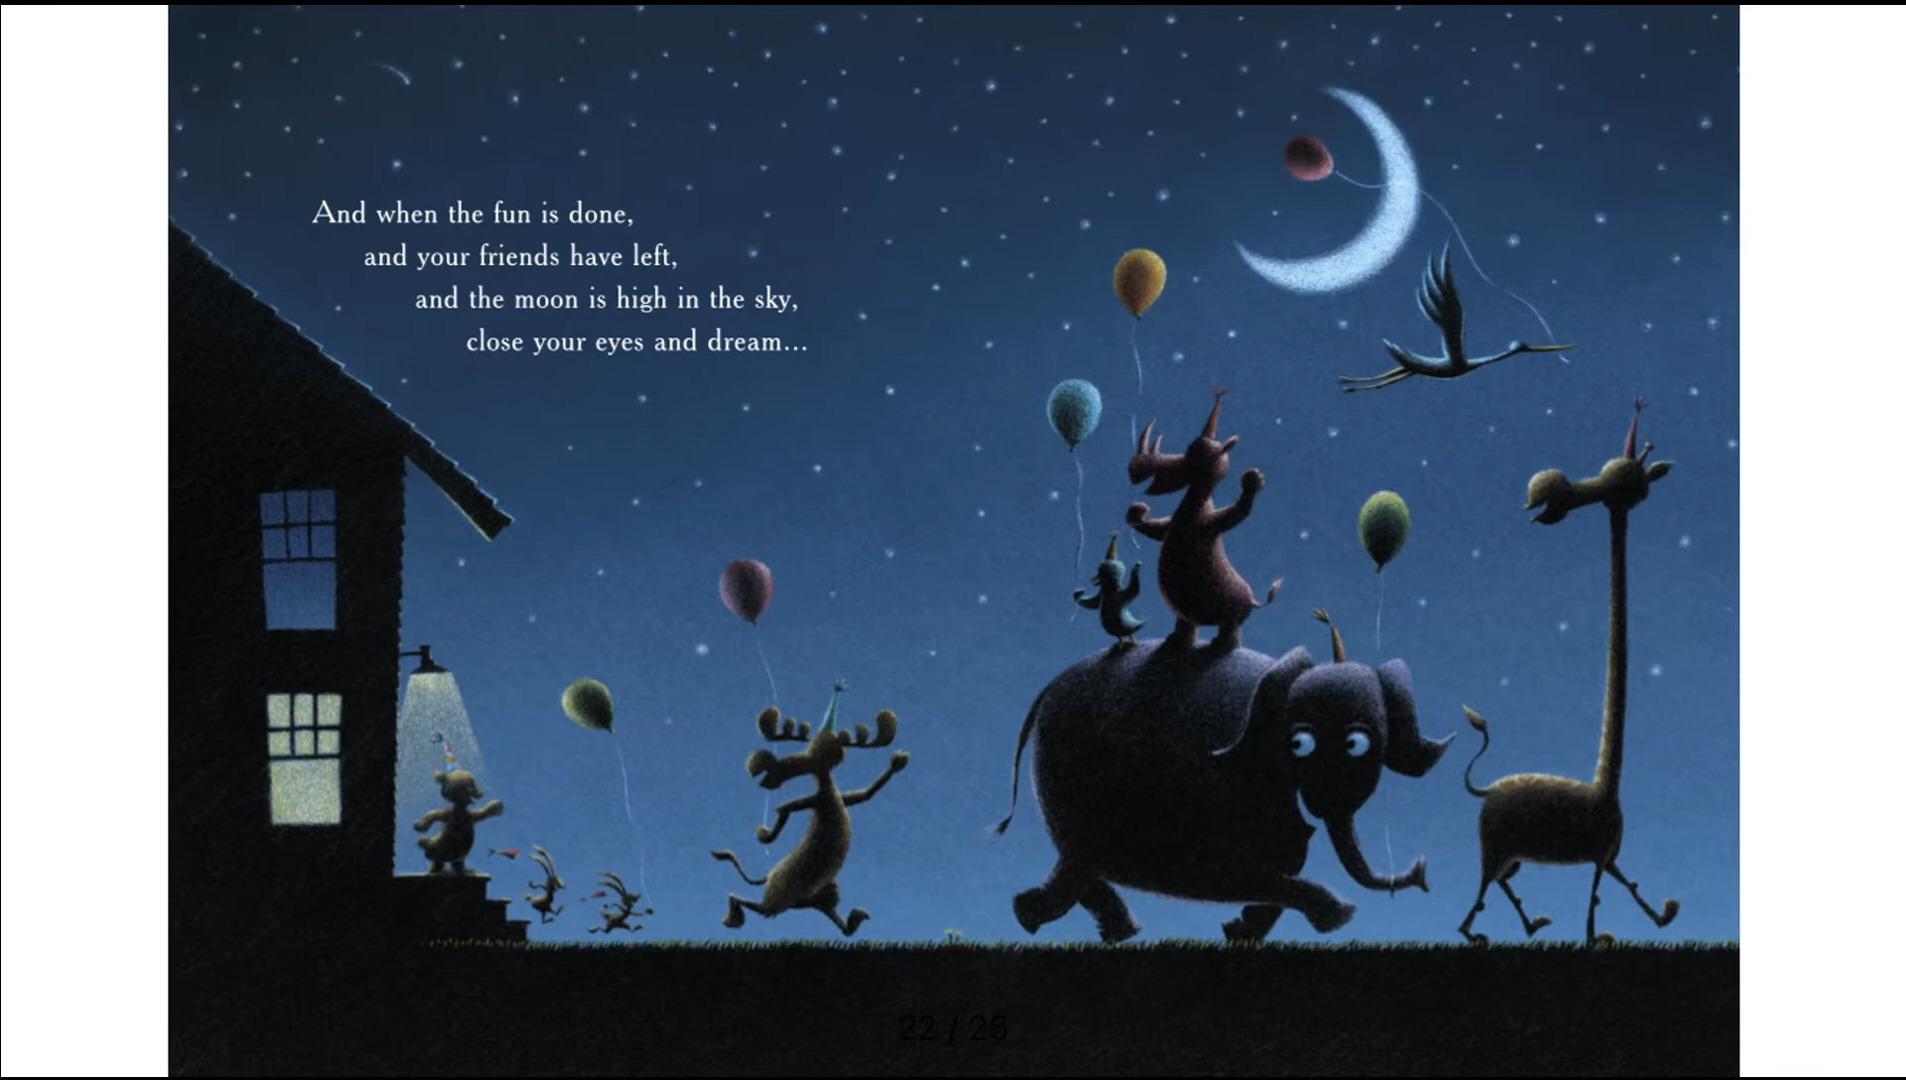 And when the fun is done,
and your friends have left,
and the moon is high in the sky,
close your eyes and dream...
22 / 25